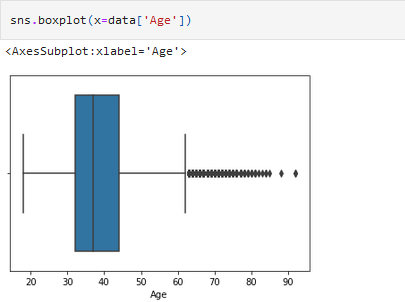 sns.boxplot(x=data['Age'])
<AxesSubplot:xlabel='Age'>
20 30 40 50 60 70 80 90
Age